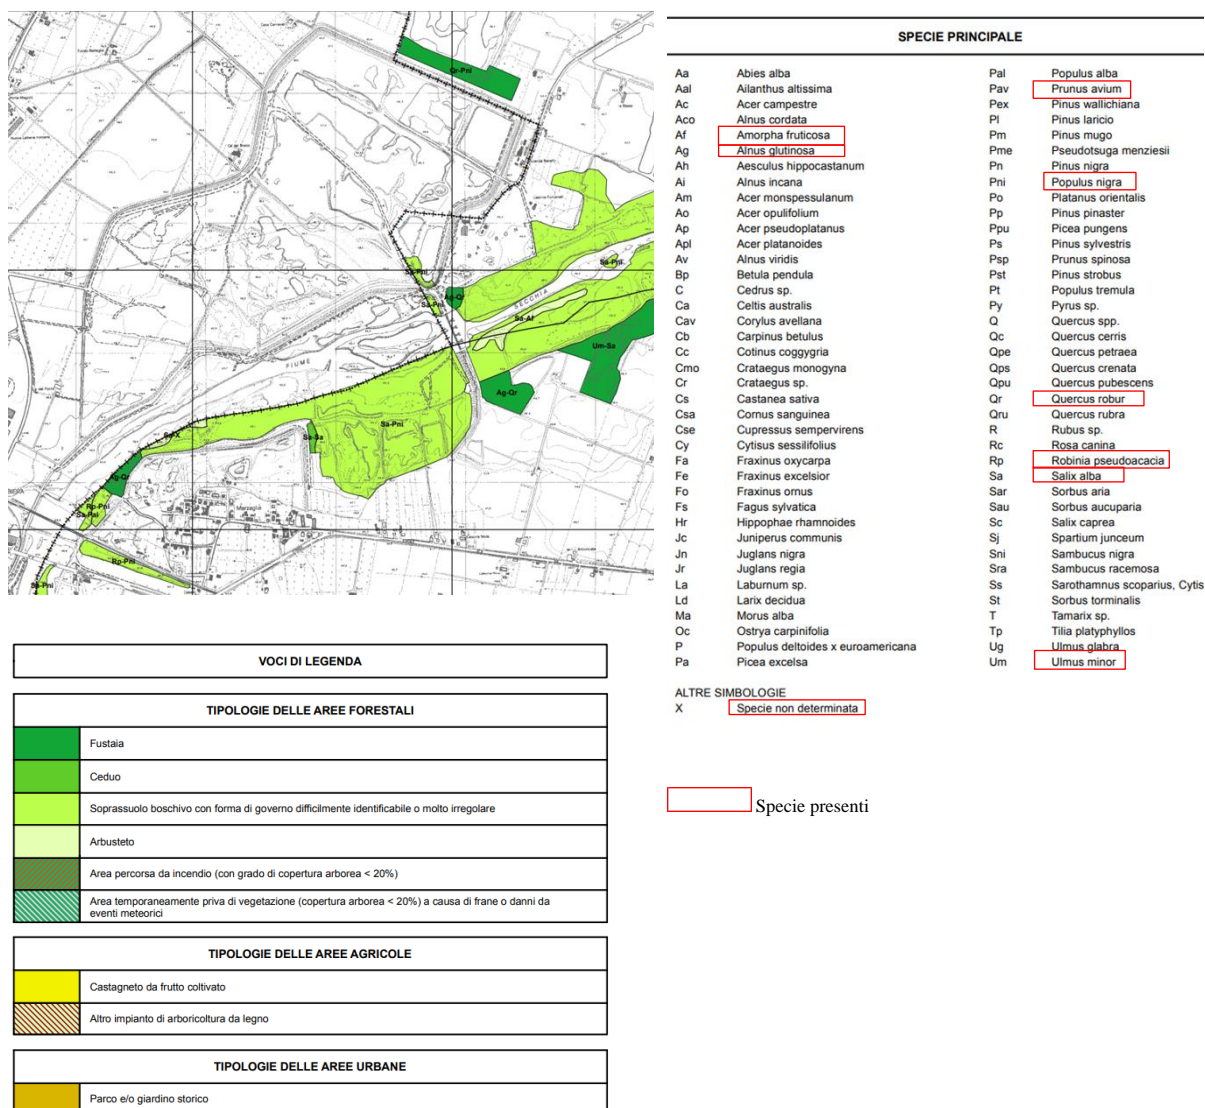 Qr-Pni
Sa-Pni
Sa-Pni
Sa-Pni
Ag-Qr
SECCHIA
Sa-Af
Um-Sa
FIUME
Ag-Qr
Sa-Pni
Sa-X
Sa-Sa
Ag-Qr
Rp-Pni
Sa-Pal
Marzaglia
Rp-Pni
Sa-Pni
VOCI DI LEGENDA
TIPOLOGIE DELLE AREE FORESTALI
Fustaia
Ceduo
Soprassuolo boschivo con forma di governo difficilmente identificabile o molto irregolare
Arbusteto
Area percorsa da incendio (con grado di copertura arborea < 20%)
Area temporaneamente priva di vegetazione (copertura arborea < 20%) a causa di frane o danni da
eventi meteorici
TIPOLOGIE DELLE AREE AGRICOLE
Castagneto da frutto coltivato
Altro impianto di arboricoltura da legno
TIPOLOGIE DELLE AREE URBANE
Parco e/o giardino storico
SPECIE PRINCIPALE
Aa Abies alba
Aal Ailanthus altissima
Ac Acer campestre
Aco Alnus cordata
Af Amorpha fruticosa
Ag Alnus glutinosa
Ah Aesculus hippocastanum
Ai Alnus incana
Am Acer monspessulanum
Ao Acer opulifolium
Ap Acer pseudoplatanus
Apl Acer platanoides
Av Alnus viridis
Bp Betula pendula
C Cedrus sp.
Ca Celtis australis
Cav Corylus avellana
Cb Carpinus betulus
Cc Cotinus coggygria
Cmo Crataegus monogyna
Cr Crataegus sp.
Cs Castanea sativa
Csa Cornus sanguinea
Cse Cupressus sempervirens
Cy Cytisus sessilifolius
Fa Fraxinus oxycarpa
Fe Fraxinus excelsior
Fo Fraxinus ornus
Fs Fagus sylvatica
Hr Hippophae rhamnoides
Jc Juniperus communis
Jn Juglans nigra
Jr Juglans regia
La Laburnum sp.
Ld Larix decidua
Ma Morus alba
Oc Ostrya carpinifolia
P Populus deltoides x euroamericana
Pa Picea excelsa
Pal Populus alba
Pav Prunus avium
Pex Pinus wallichiana
Pl Pinus laricio
Pm Pinus mugo
Pme Pseudotsuga menziesii
Pn Pinus nigra
Pni Populus nigra
Po Platanus orientalis
Pp Pinus pinaster
Ppu Picea pungens
Ps Pinus sylvestris
Psp Prunus spinosa
Pst Pinus strobus
Pt Populus tremula
Py Pyrus sp.
Q Quercus spp.
Qc Quercus cerris
Qpe Quercus petraea
Qps Quercus crenata
Qpu Quercus pubescens
Qr Quercus robur
Qru Quercus rubra
R Rubus sp.
Rc Rosa canina
Rp Robinia pseudoacacia
Sa Salix alba
Sar Sorbus aria
Sau Sorbus aucuparia
Sc Salix caprea
Sj Spartium junceum
Sni Sambucus nigra
Sra Sambucus racemosa
Ss Sarothamnus scoparius, Cytis
St Sorbus torminalis
T Tamarix sp.
Tp Tilia platyphyllos
Ug Ulmus glabra
Um Ulmus minor
ALTRE SIMBOLOGIE
X Specie non determinata
Specie presenti